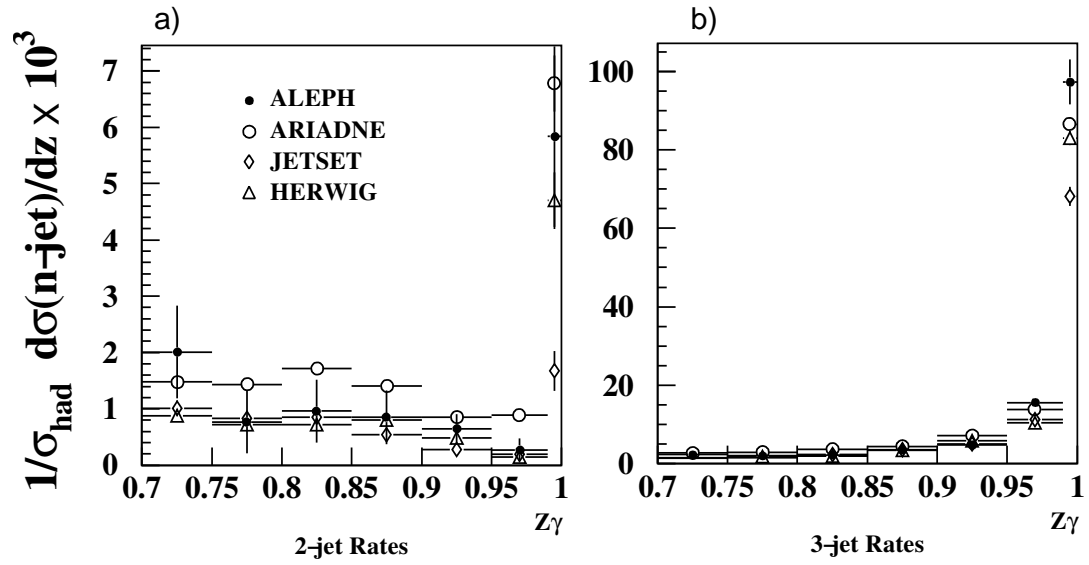 a)
b)
1/σhad dσ(n-jet)/dz × 10³
7
6
5
4
3
2
1
0
ALEPH
ARIADNE
JETSET
HERWIG
0.7 0.75 0.8 0.85 0.9 0.95 1
zγ
2-jet Rates
100
80
60
40
20
0
0.7 0.75 0.8 0.85 0.9 0.95 1
zγ
3-jet Rates